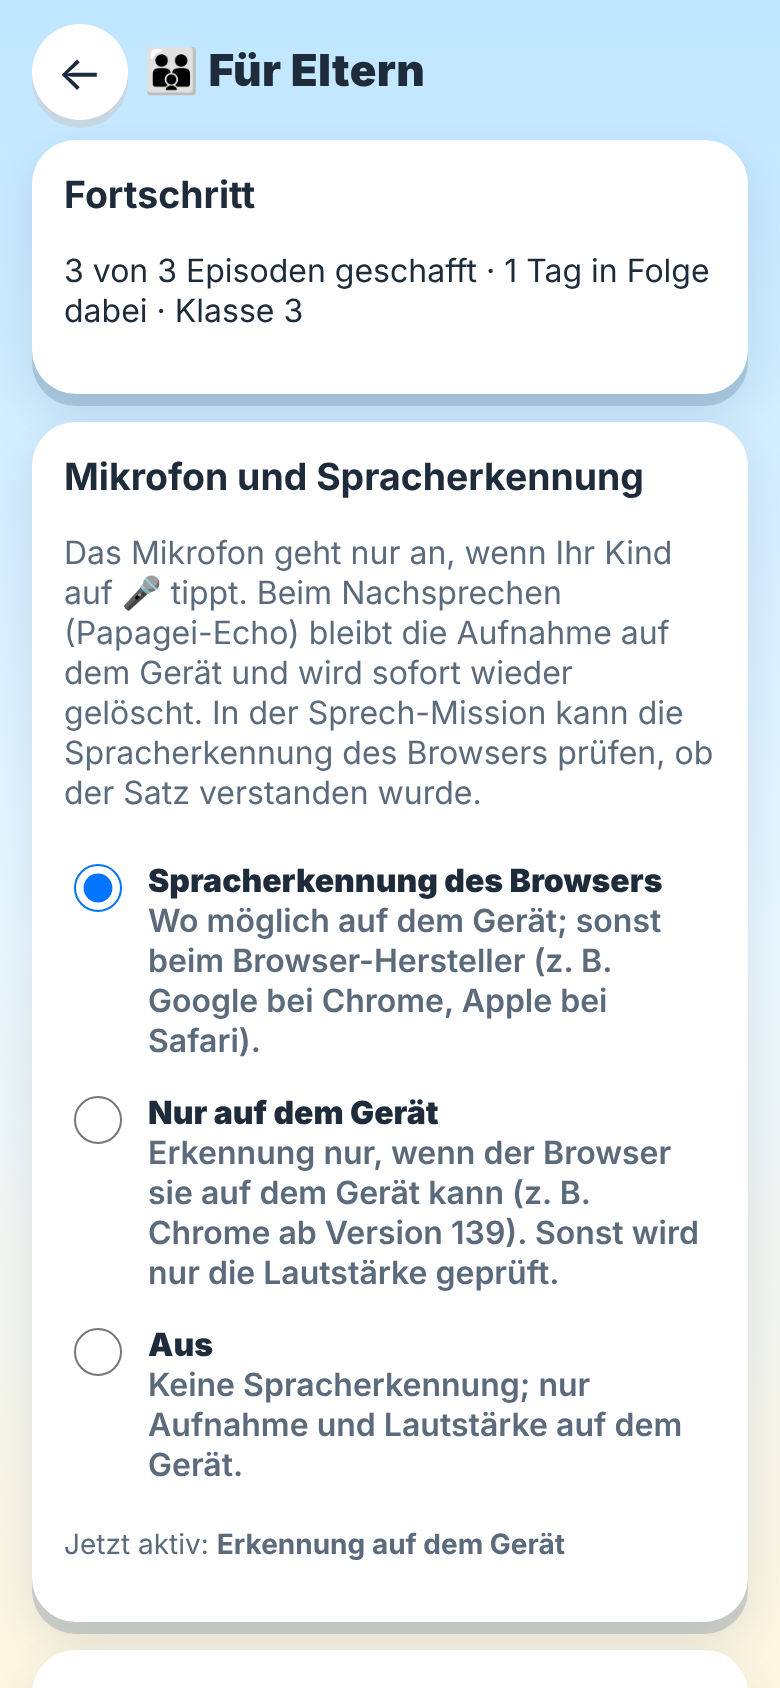 Für Eltern
Fortschritt
3 von 3 Episoden geschafft · 1 Tag in Folge
dabei · Klasse 3
Mikrofon und Spracherkennung
Das Mikrofon geht nur an, wenn Ihr Kind
auf 🎤 tippt. Beim Nachsprechen
(Papagei-Echo) bleibt die Aufnahme auf
dem Gerät und wird sofort wieder
gelöscht. In der Sprech-Mission kann die
Spracherkennung des Browsers prüfen, ob
der Satz verstanden wurde.
Spracherkennung des Browsers
Wo möglich auf dem Gerät; sonst
beim Browser-Hersteller (z. B.
Google bei Chrome, Apple bei
Safari).
Nur auf dem Gerät
Erkennung nur, wenn der Browser
sie auf dem Gerät kann (z. B.
Chrome ab Version 139). Sonst wird
nur die Lautstärke geprüft.
Aus
Keine Spracherkennung; nur
Aufnahme und Lautstärke auf dem
Gerät.
Jetzt aktiv: Erkennung auf dem Gerät